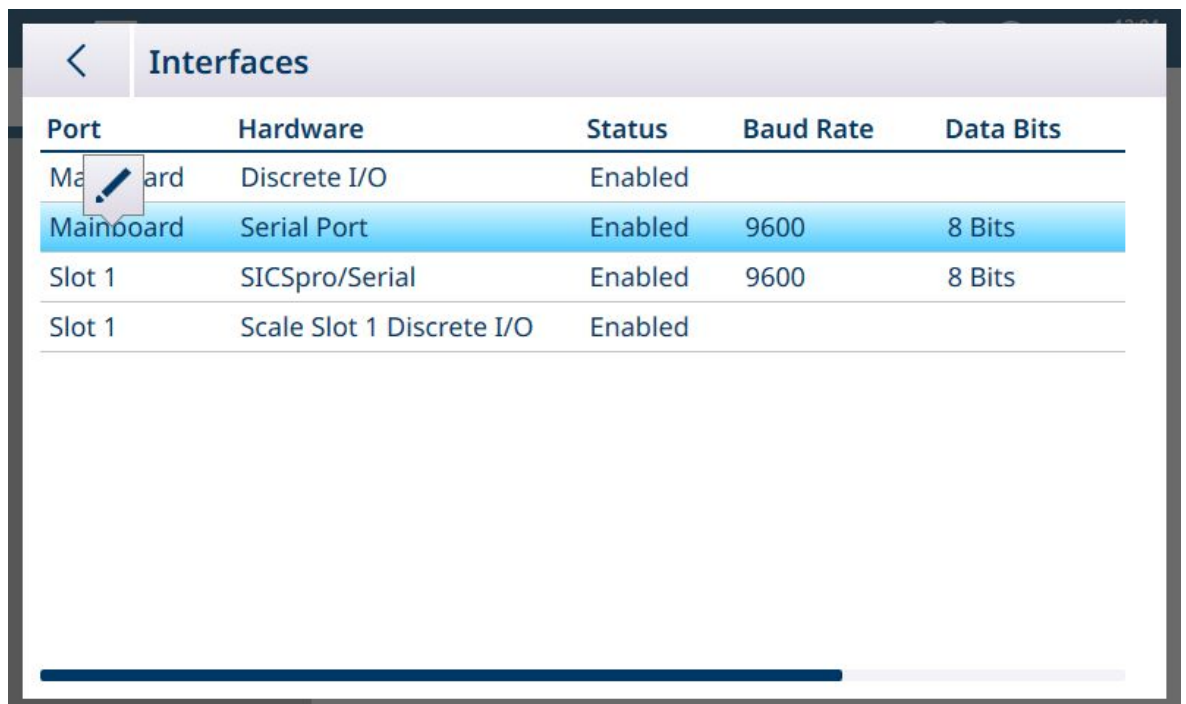 Interfaces
Port Hardware Status Baud Rate Data Bits
Discrete I/O Enabled
Mainboard Serial Port Enabled 9600 8 Bits
Slot 1 SICSpro/Serial Enabled 9600 8 Bits
Slot 1 Scale Slot 1 Discrete I/O Enabled